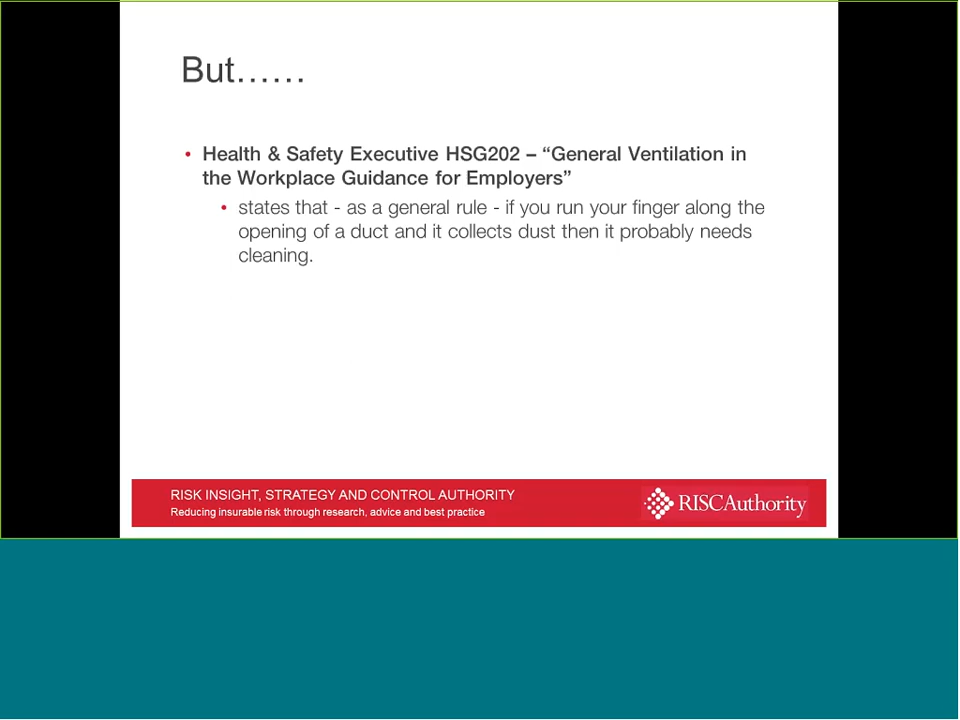 But……
• Health & Safety Executive HSG202 – “General Ventilation in
the Workplace Guidance for Employers”
• states that - as a general rule - if you run your finger along the
opening of a duct and it collects dust then it probably needs
cleaning.
RISK INSIGHT, STRATEGY AND CONTROL AUTHORITY
Reducing insurable risk through research, advice and best practice
RISCAuthority